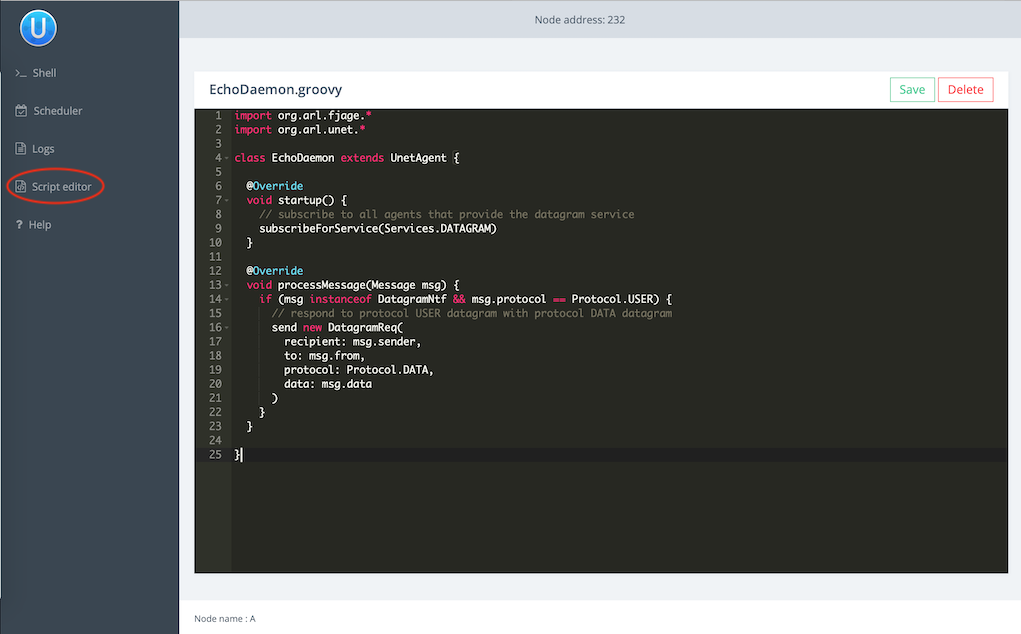 U
Node address: 232
>_ Shell
Scheduler
Logs
Script editor
? Help
EchoDaemon.groovy
Save
Delete
1 import org.arl.fjage.*
2 import org.arl.unet.*
3
4 class EchoDaemon extends UnetAgent {
5
6   @Override
7   void startup() {
8     // subscribe to all agents that provide the datagram service
9     subscribeForService(Services.DATAGRAM)
10   }
11
12   @Override
13   void processMessage(Message msg) {
14     if (msg instanceof DatagramNtf && msg.protocol == Protocol.USER) {
15       // respond to protocol USER datagram with protocol DATA datagram
16       send new DatagramReq(
17         recipient: msg.sender,
18         to: msg.from,
19         protocol: Protocol.DATA,
20         data: msg.data
21       )
22     }
23   }
24
25 }
Node name : A